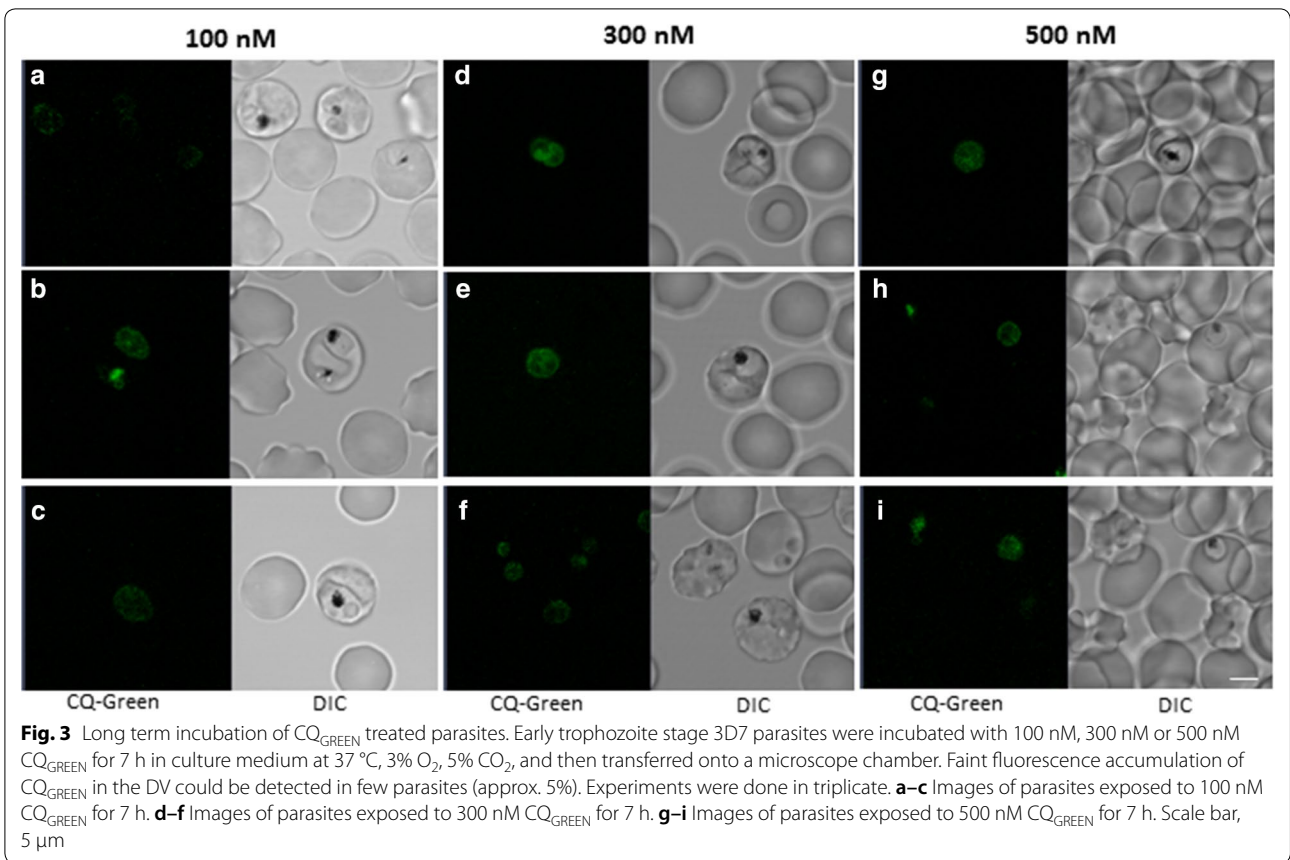 100 nM 300 nM 500 nM
a d g
b e h
c f i
CQ-Green DIC CQ-Green DIC CQ-Green DIC
Fig. 3 Long term incubation of CQGREEN treated parasites. Early trophozoite stage 3D7 parasites were incubated with 100 nM, 300 nM or 500 nM
CQGREEN for 7 h in culture medium at 37 °C, 3% O2, 5% CO2, and then transferred onto a microscope chamber. Faint fluorescence accumulation of
CQGREEN in the DV could be detected in few parasites (approx. 5%). Experiments were done in triplicate. a–c Images of parasites exposed to 100 nM
CQGREEN for 7 h. d–f Images of parasites exposed to 300 nM CQGREEN for 7 h. g–i Images of parasites exposed to 500 nM CQGREEN for 7 h. Scale bar,
5 μm